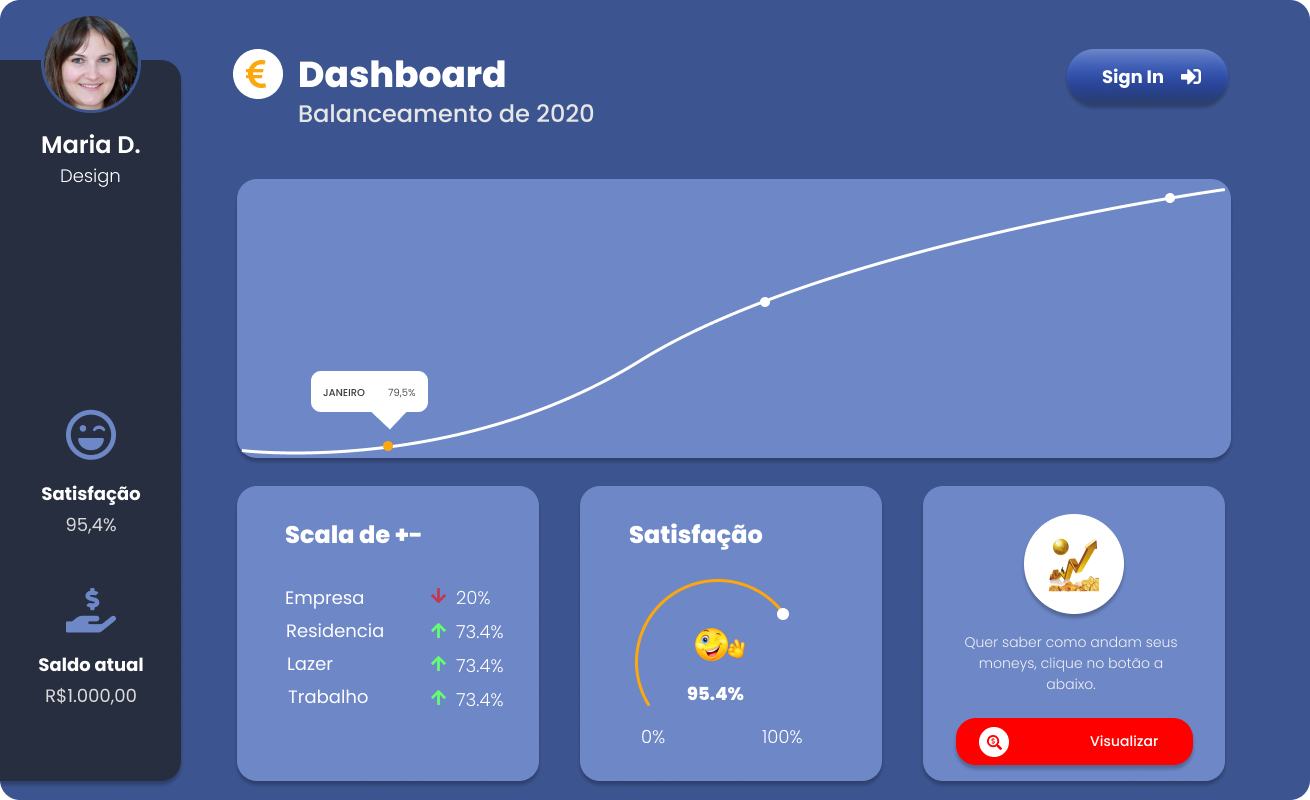 Maria D.
Design
Satisfação
95,4%
Saldo atual
R$1.000,00
€ Dashboard
Balanceamento de 2020
Sign In
JANEIRO 79,5%
Scala de +-
Empresa 20%
Residencia 73.4%
Lazer 73.4%
Trabalho 73.4%
Satisfação
95.4%
0% 100%
Quer saber como andam seus
moneys, clique no botão a
abaixo.
Visualizar